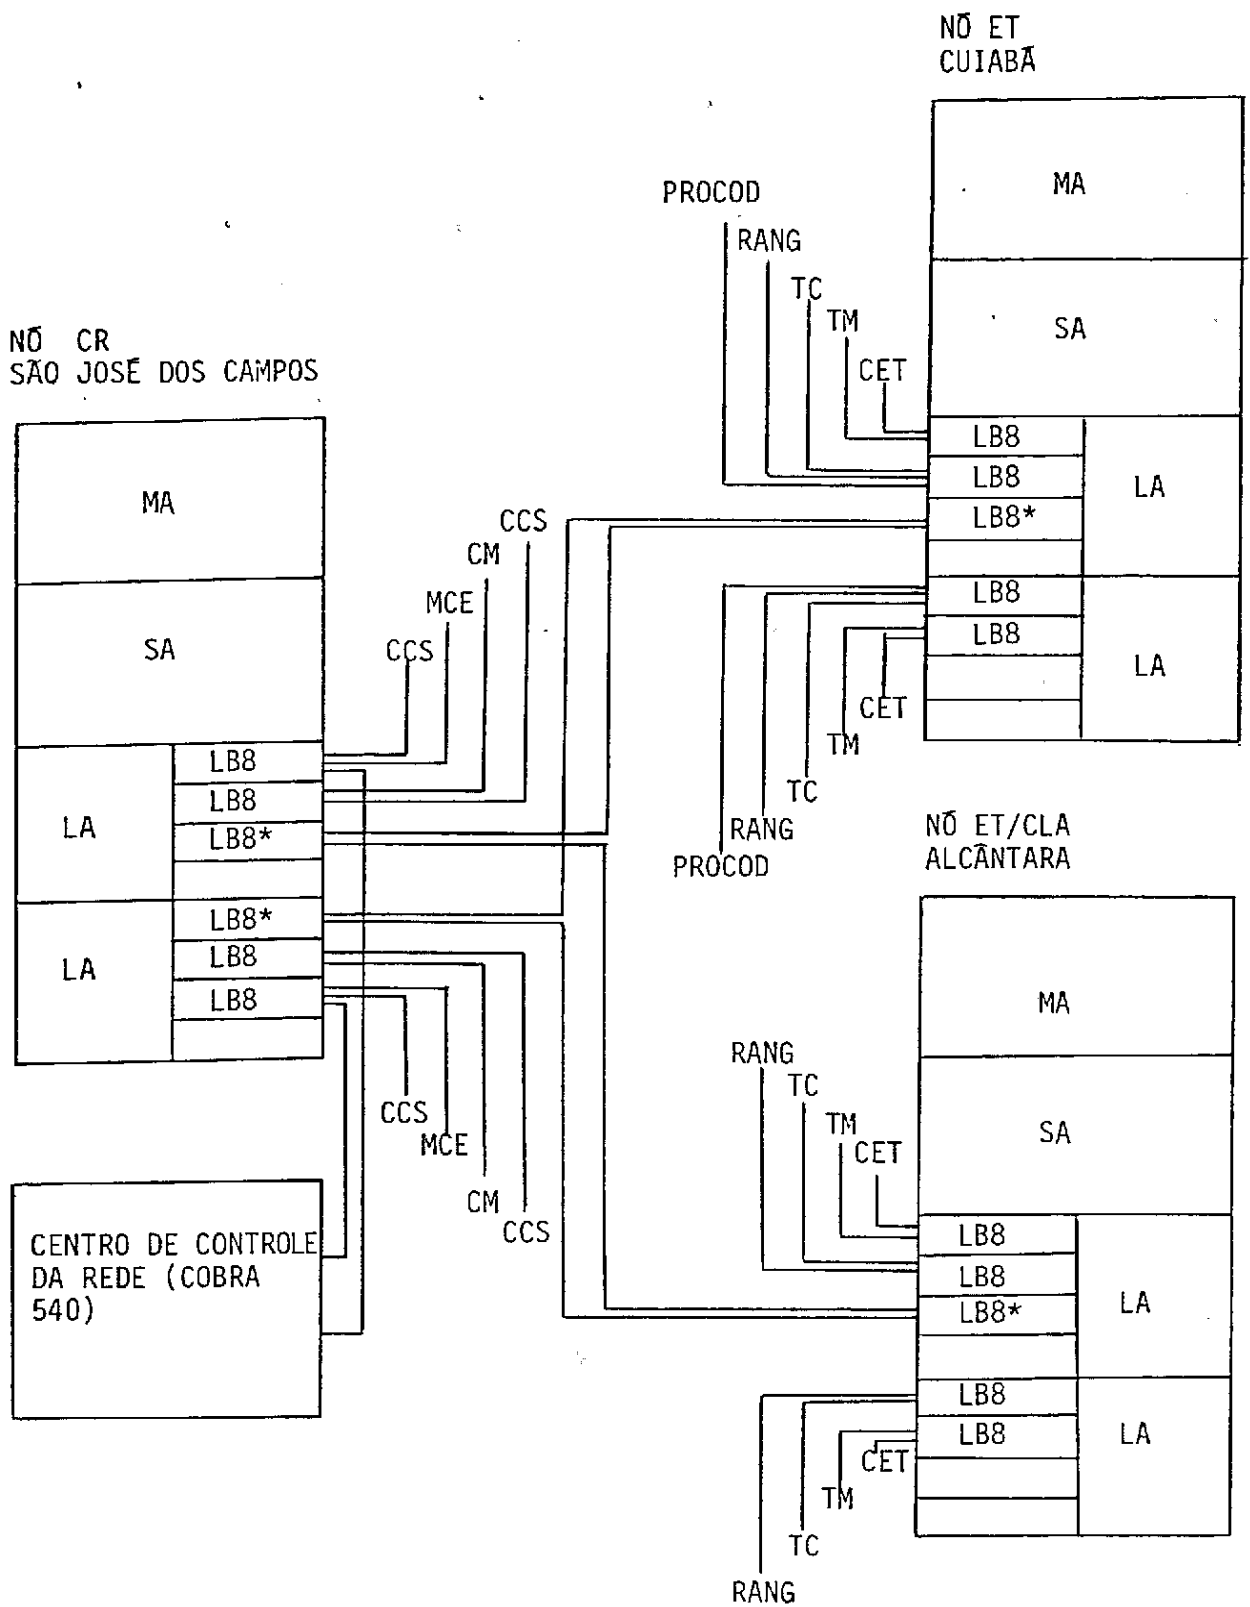 NÓ ET
CUIABÁ
MA
SA
PROCOD
RANG
TC
TM
CET
LB8
LB8
LB8*
LA
LB8
LB8
LA
CET
TM
TC
RANG
PROCOD
NÓ CR
SÃO JOSÉ DOS CAMPOS
MA
SA
CCS
CM
MCE
CCS
LB8
LB8
LB8*
LA
LB8*
LB8
LB8
LA
CCS
MCE
CM
CCS
CENTRO DE CONTROLE
DA REDE (COBRA
540)
NÓ ET/CLA
ALCÂNTARA
MA
SA
RANG
TC
TM
CET
LB8
LB8
LB8*
LA
LB8
LB8
LA
CET
TM
TC
RANG